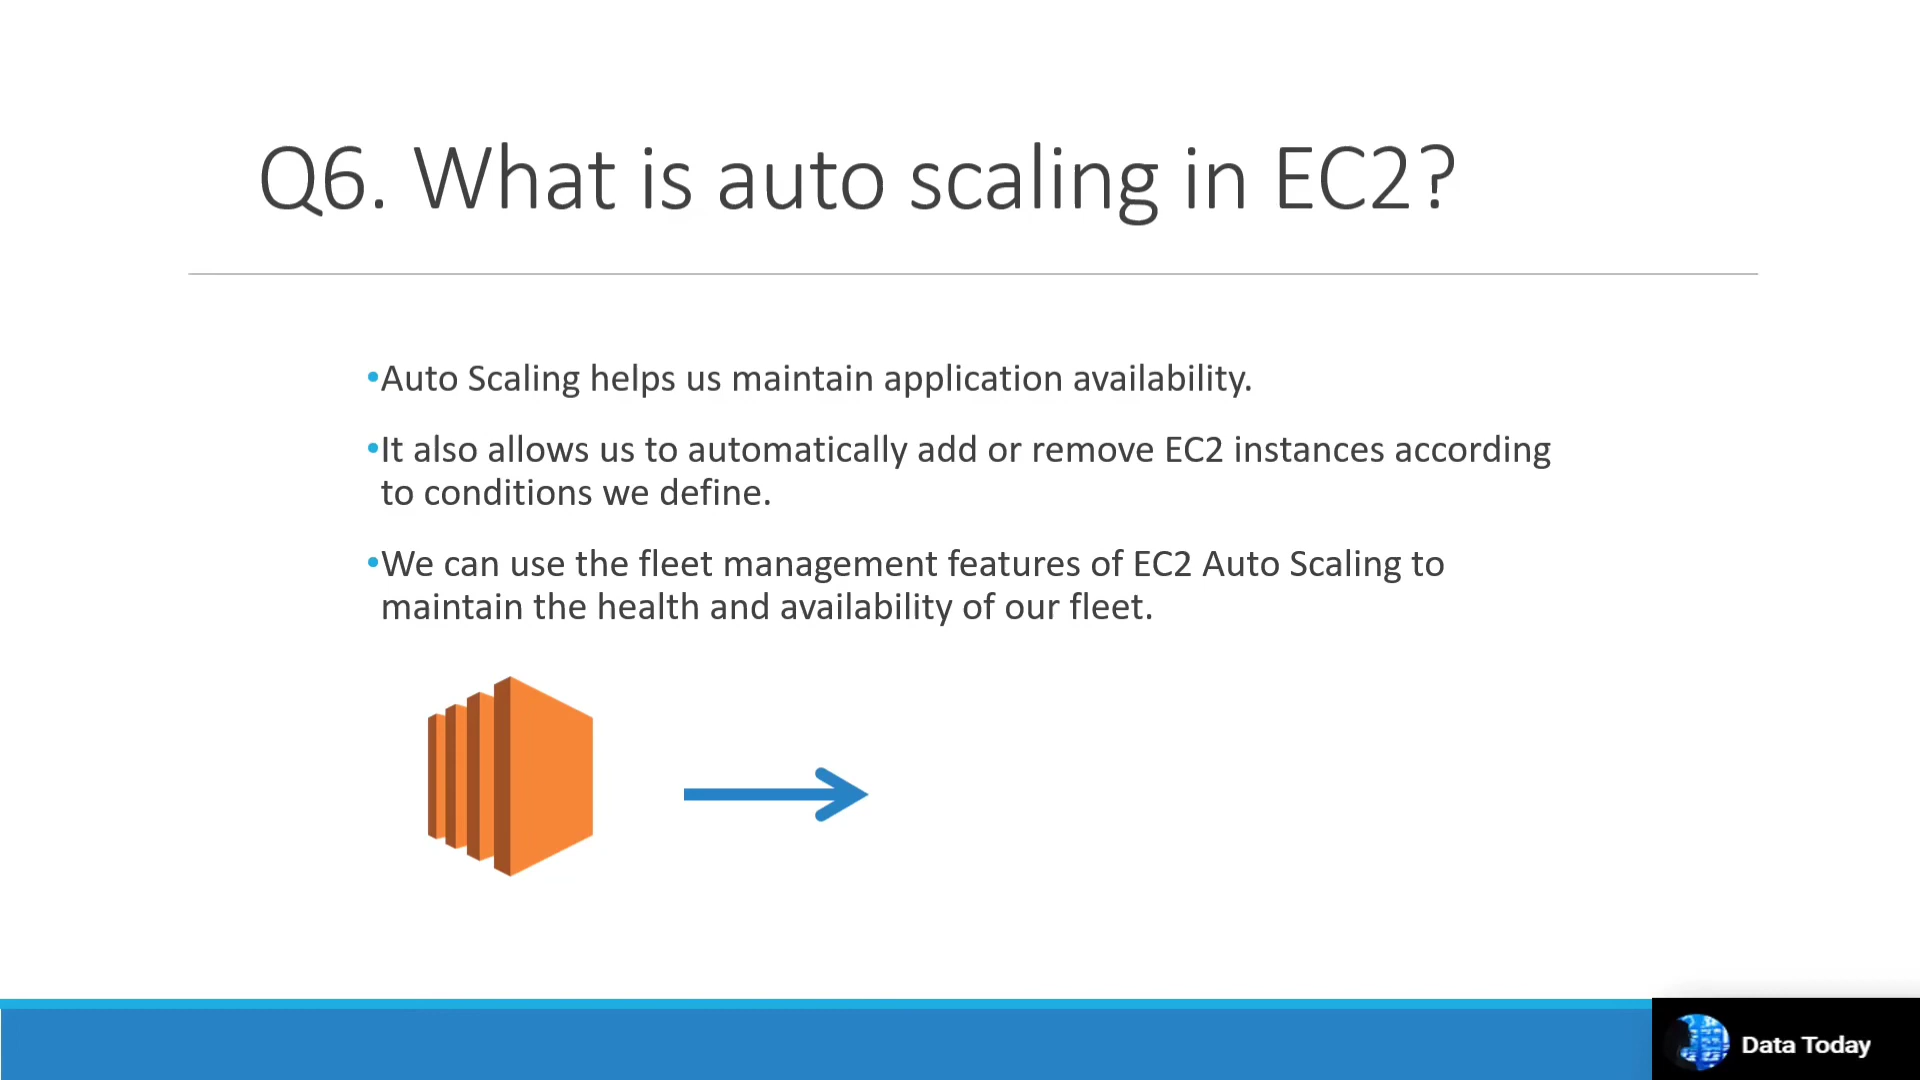 Q6. What is auto scaling in EC2?
•Auto Scaling helps us maintain application availability.
•It also allows us to automatically add or remove EC2 instances according
to conditions we define.
•We can use the fleet management features of EC2 Auto Scaling to
maintain the health and availability of our fleet.
Data Today